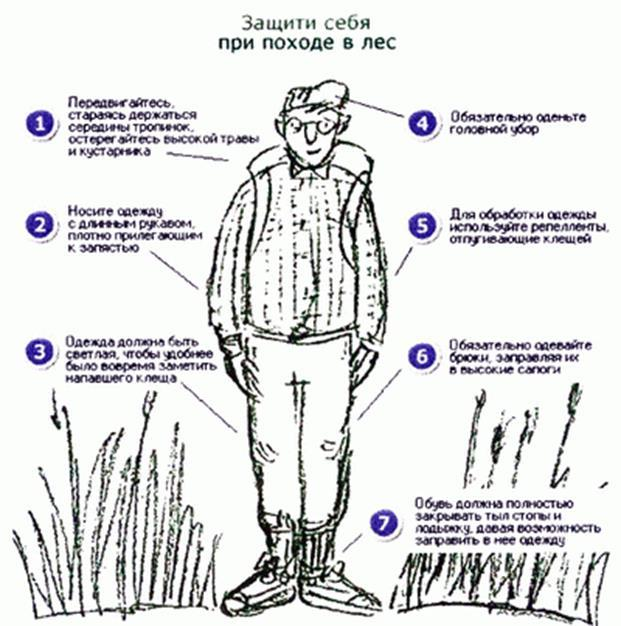 Защити себя
при походе в лес
1
Передвигайтесь,
стараясь держаться
середины тропинок,
остерегайтесь высокой травы
и кустарника
4
Обязательно оденьте
головной убор
2
Носите одежду
с длинным рукавом,
плотно прилегающим
к запястью
5
Для обработки одежды
используйте репелленты,
отпугивающие клещей
3
Одежда должна быть
светлая, чтобы удобнее
было вовремя заметить
напавшего клеща
6
Обязательно одевайте
брюки, заправляя их
в высокие сапоги
7
Обувь должна полностью
закрывать тыл стопы и
лодыжку, давая возможность
заправить в нее одежду